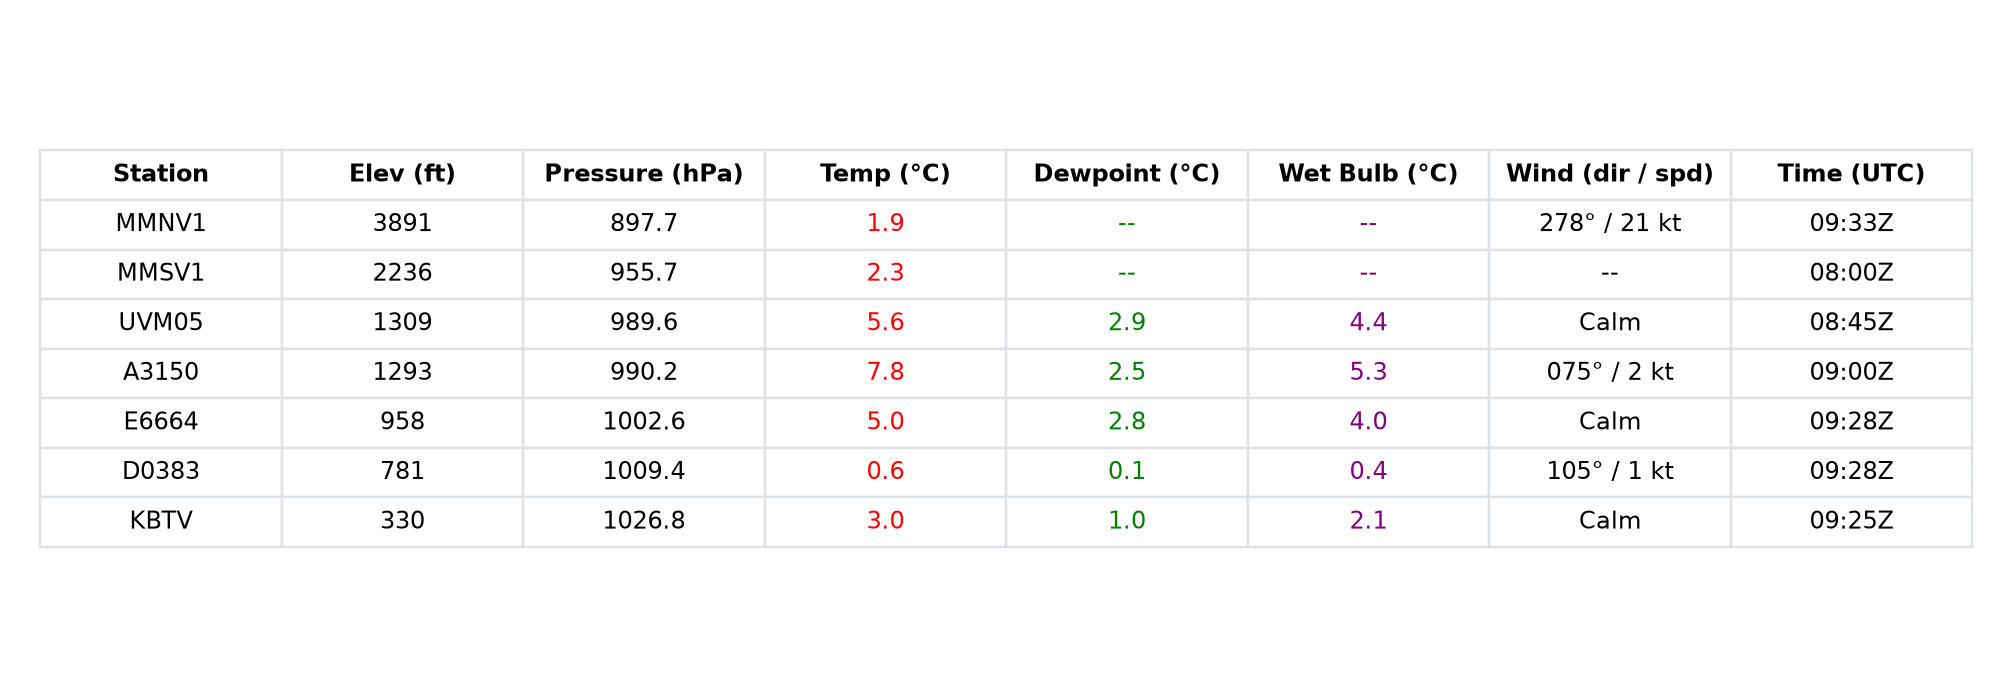 Station Elev (ft) Pressure (hPa) Temp (°C) Dewpoint (°C) Wet Bulb (°C) Wind (dir / spd) Time (UTC)
MMNV1 3891 897.7 1.9 -- -- 278° / 21 kt 09:33Z
MMSV1 2236 955.7 2.3 -- -- -- 08:00Z
UVM05 1309 989.6 5.6 2.9 4.4 Calm 08:45Z
A3150 1293 990.2 7.8 2.5 5.3 075° / 2 kt 09:00Z
E6664 958 1002.6 5.0 2.8 4.0 Calm 09:28Z
D0383 781 1009.4 0.6 0.1 0.4 105° / 1 kt 09:28Z
KBTV 330 1026.8 3.0 1.0 2.1 Calm 09:25Z